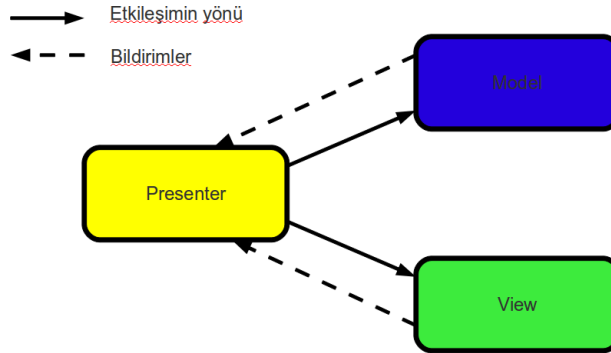 Etkileşimin yönü
Bildirimler
Model
Presenter
View